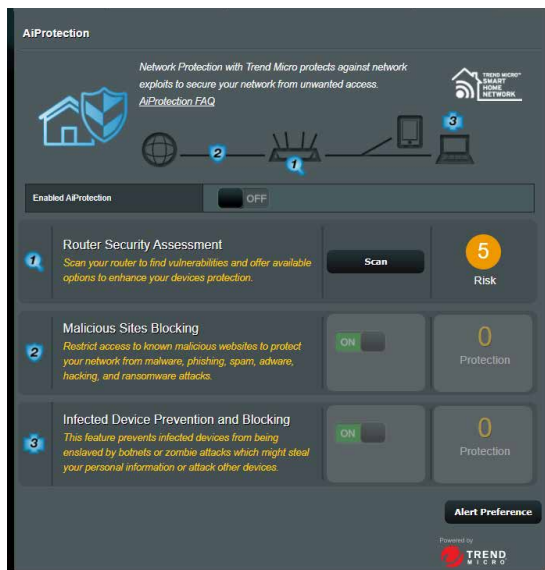 AiProtection
Network Protection with Trend Micro protects against network
exploits to secure your network from unwanted access.
AiProtection FAQ
TREND MICRO™
SMART
HOME
NETWORK
3
2
1
Enabled AiProtection
OFF
1
Router Security Assessment
Scan your router to find vulnerabilities and offer available
options to enhance your devices protection.
Scan
5
Risk
2
Malicious Sites Blocking
Restrict access to known malicious websites to protect
your network from malware, phishing, spam, adware,
hacking, and ransomware attacks.
ON
0
Protection
3
Infected Device Prevention and Blocking
This feature prevents infected devices from being
enslaved by botnets or zombie attacks which might steal
your personal information or attack other devices.
ON
0
Protection
Alert Preference
Powered by
TREND
MICRO